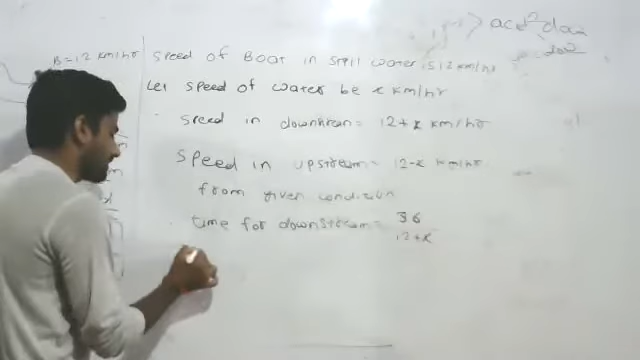 B=12 km/hr
speed of Boat in still water is 12 km/hr
Let speed of water be x km/hr
speed in downstream= 12+x km/hr
speed in upstream= 12-x km/hr
from given condition
time for downstream= 36
12+x